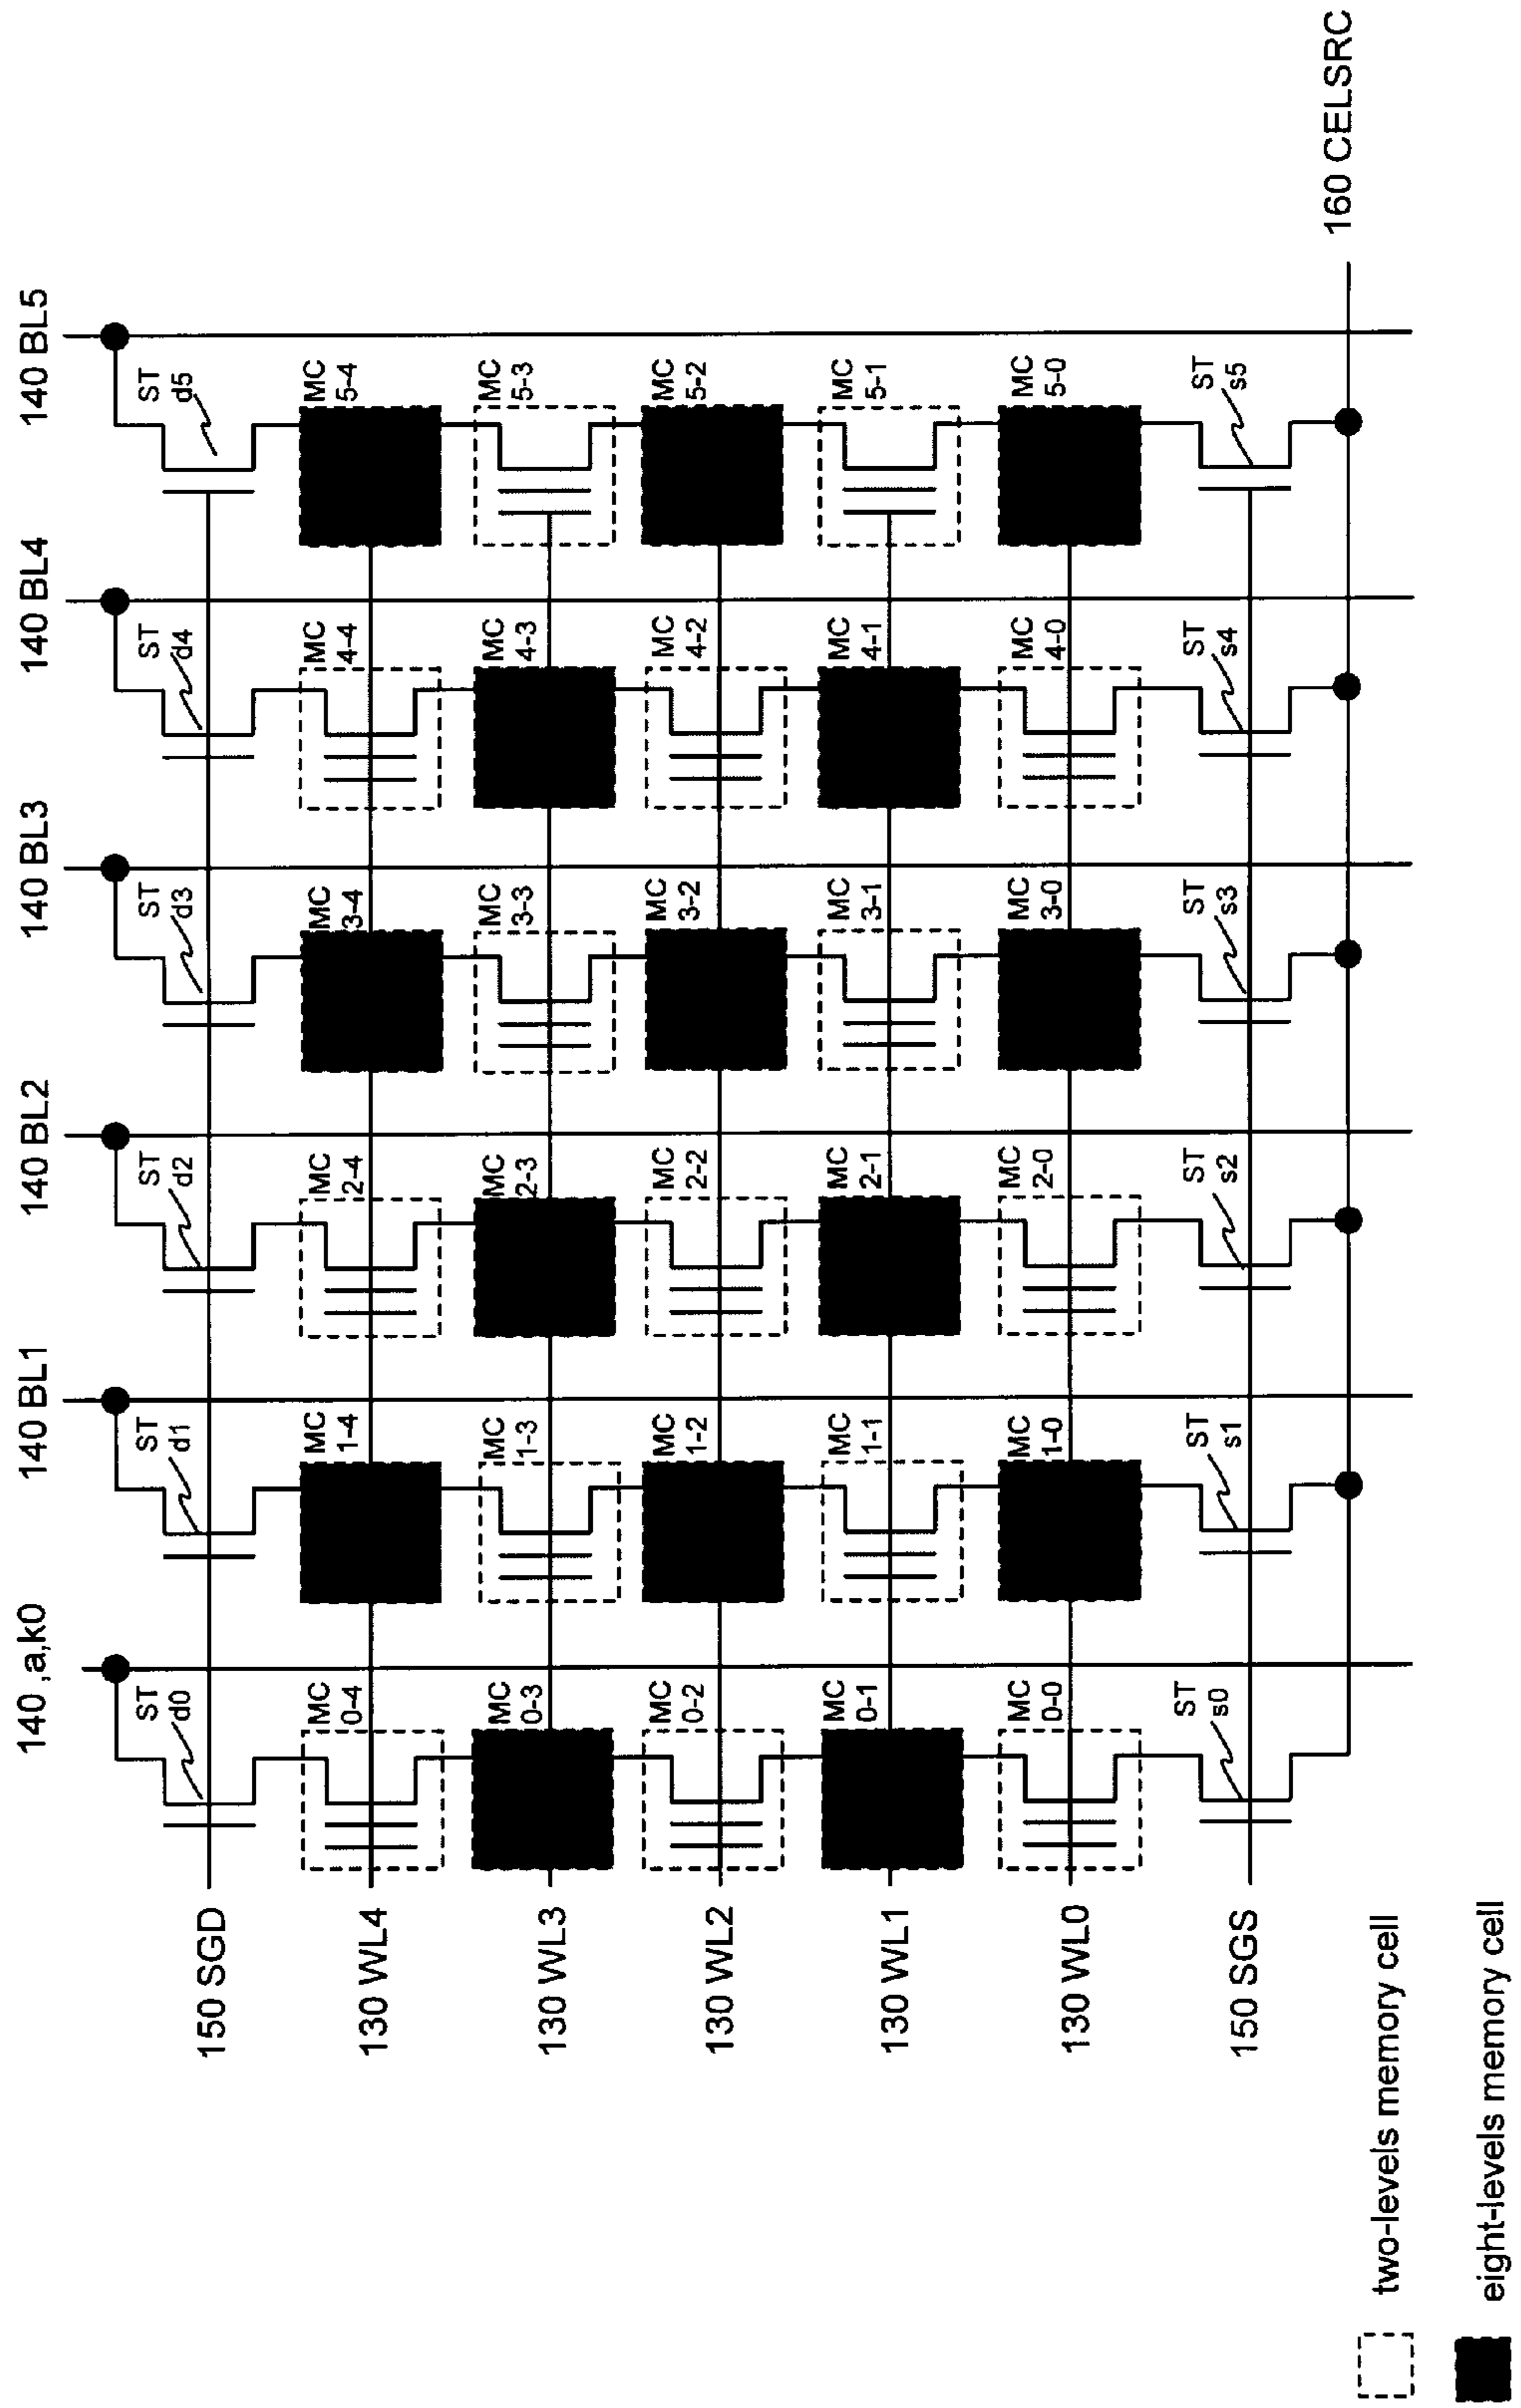 140 ,a,k0
140 BL1
140 BL2
140 BL3
140 BL4
140 BL5
150 SGD
ST
d0
ST
d1
ST
d2
ST
d3
ST
d4
ST
d5
130 WL4
MC
0-4
MC
1-4
MC
2-4
MC
3-4
MC
4-4
MC
5-4
130 WL3
MC
0-3
MC
1-3
MC
2-3
MC
3-3
MC
4-3
MC
5-3
130 WL2
MC
0-2
MC
1-2
MC
2-2
MC
3-2
MC
4-2
MC
5-2
130 WL1
MC
0-1
MC
1-1
MC
2-1
MC
3-1
MC
4-1
MC
5-1
130 WL0
MC
0-0
MC
1-0
MC
2-0
MC
3-0
MC
4-0
MC
5-0
150 SGS
ST
s0
ST
s1
ST
s2
ST
s3
ST
s4
ST
s5
160 CELSRC
two-levels memory cell
eight-levels memory cell